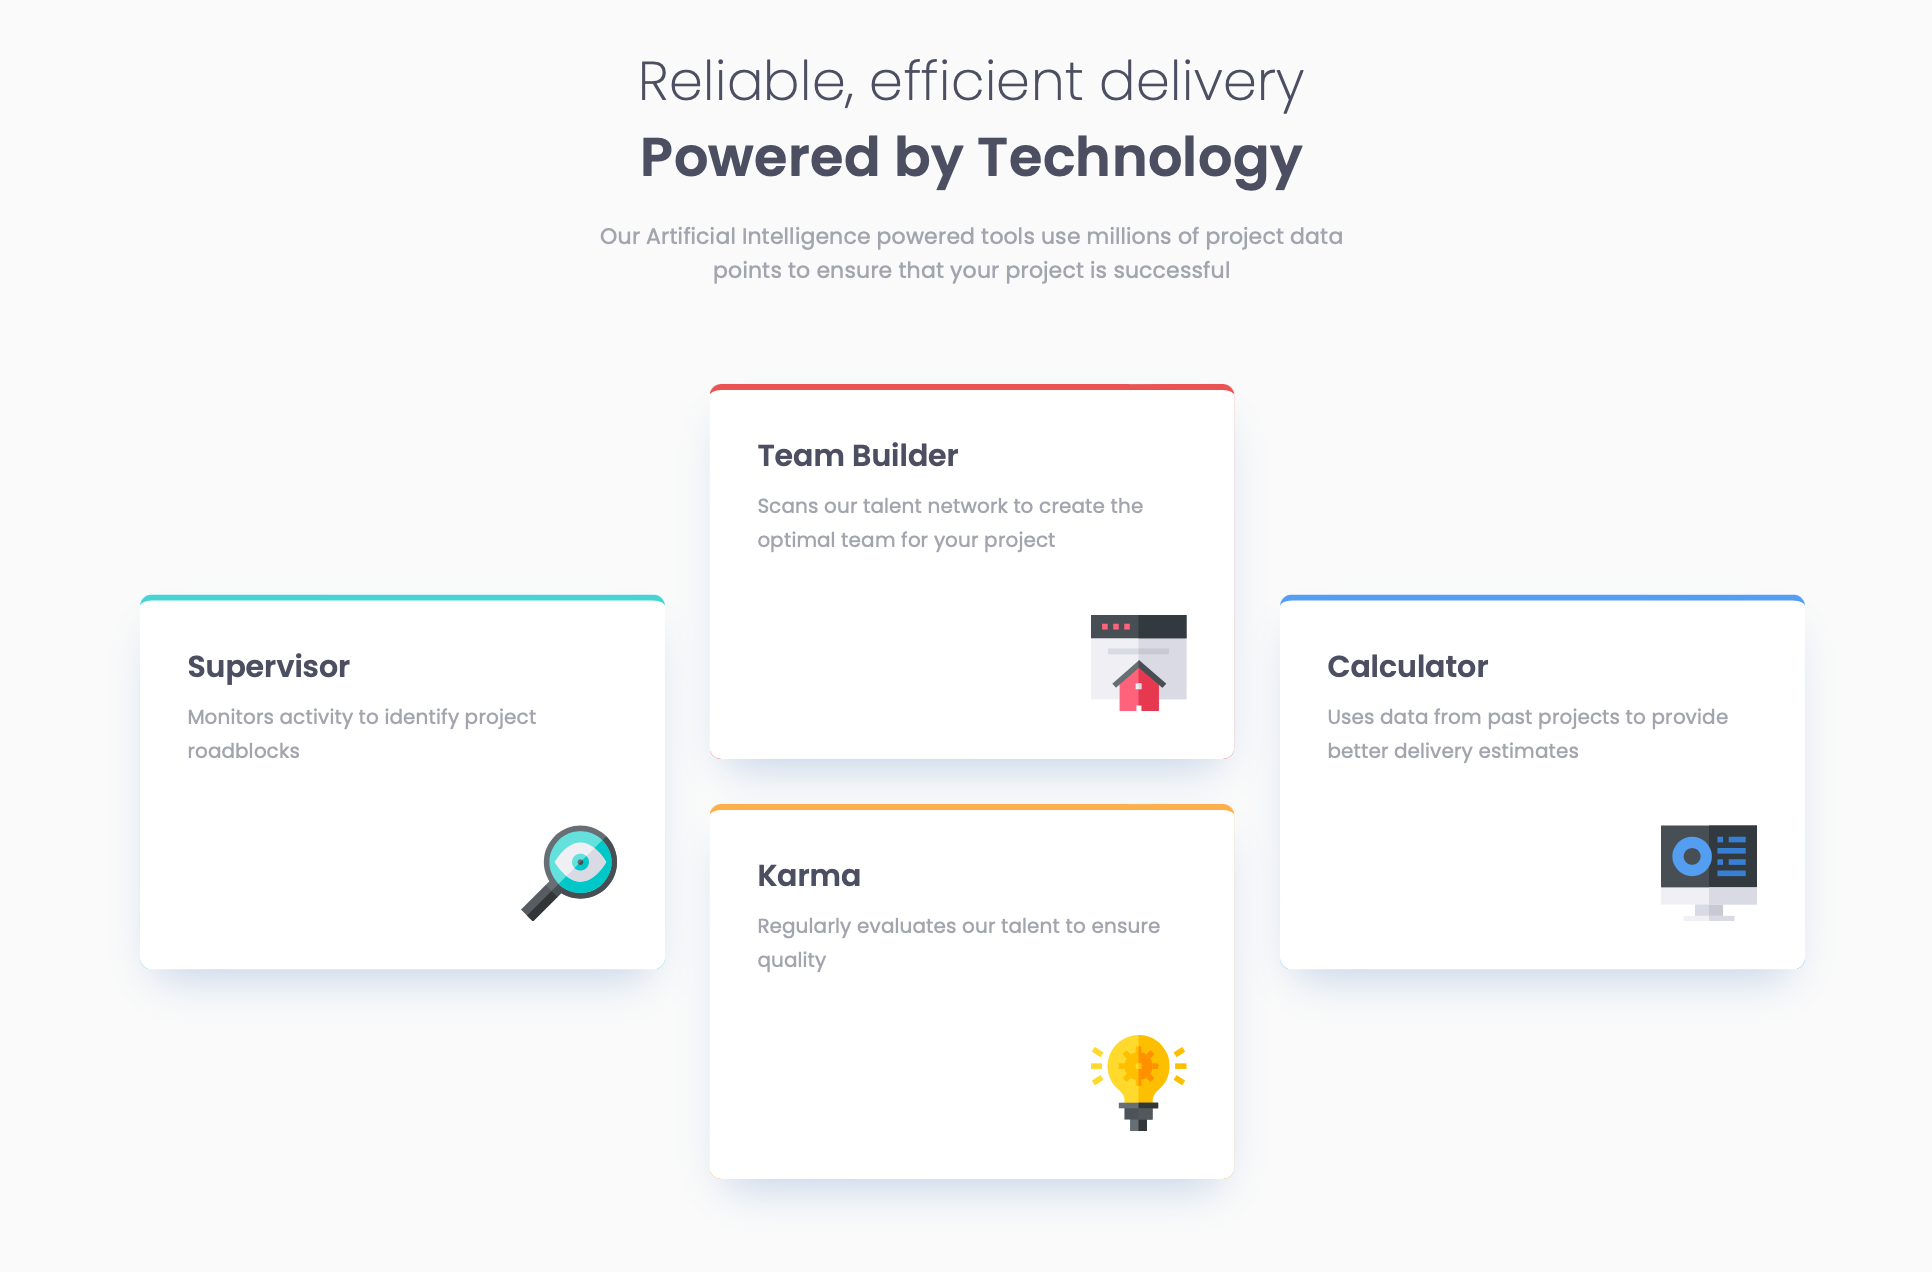 Reliable, efficient delivery
Powered by Technology
Our Artificial Intelligence powered tools use millions of project data
points to ensure that your project is successful
Supervisor
Monitors activity to identify project
roadblocks
Team Builder
Scans our talent network to create the
optimal team for your project
Karma
Regularly evaluates our talent to ensure
quality
Calculator
Uses data from past projects to provide
better delivery estimates